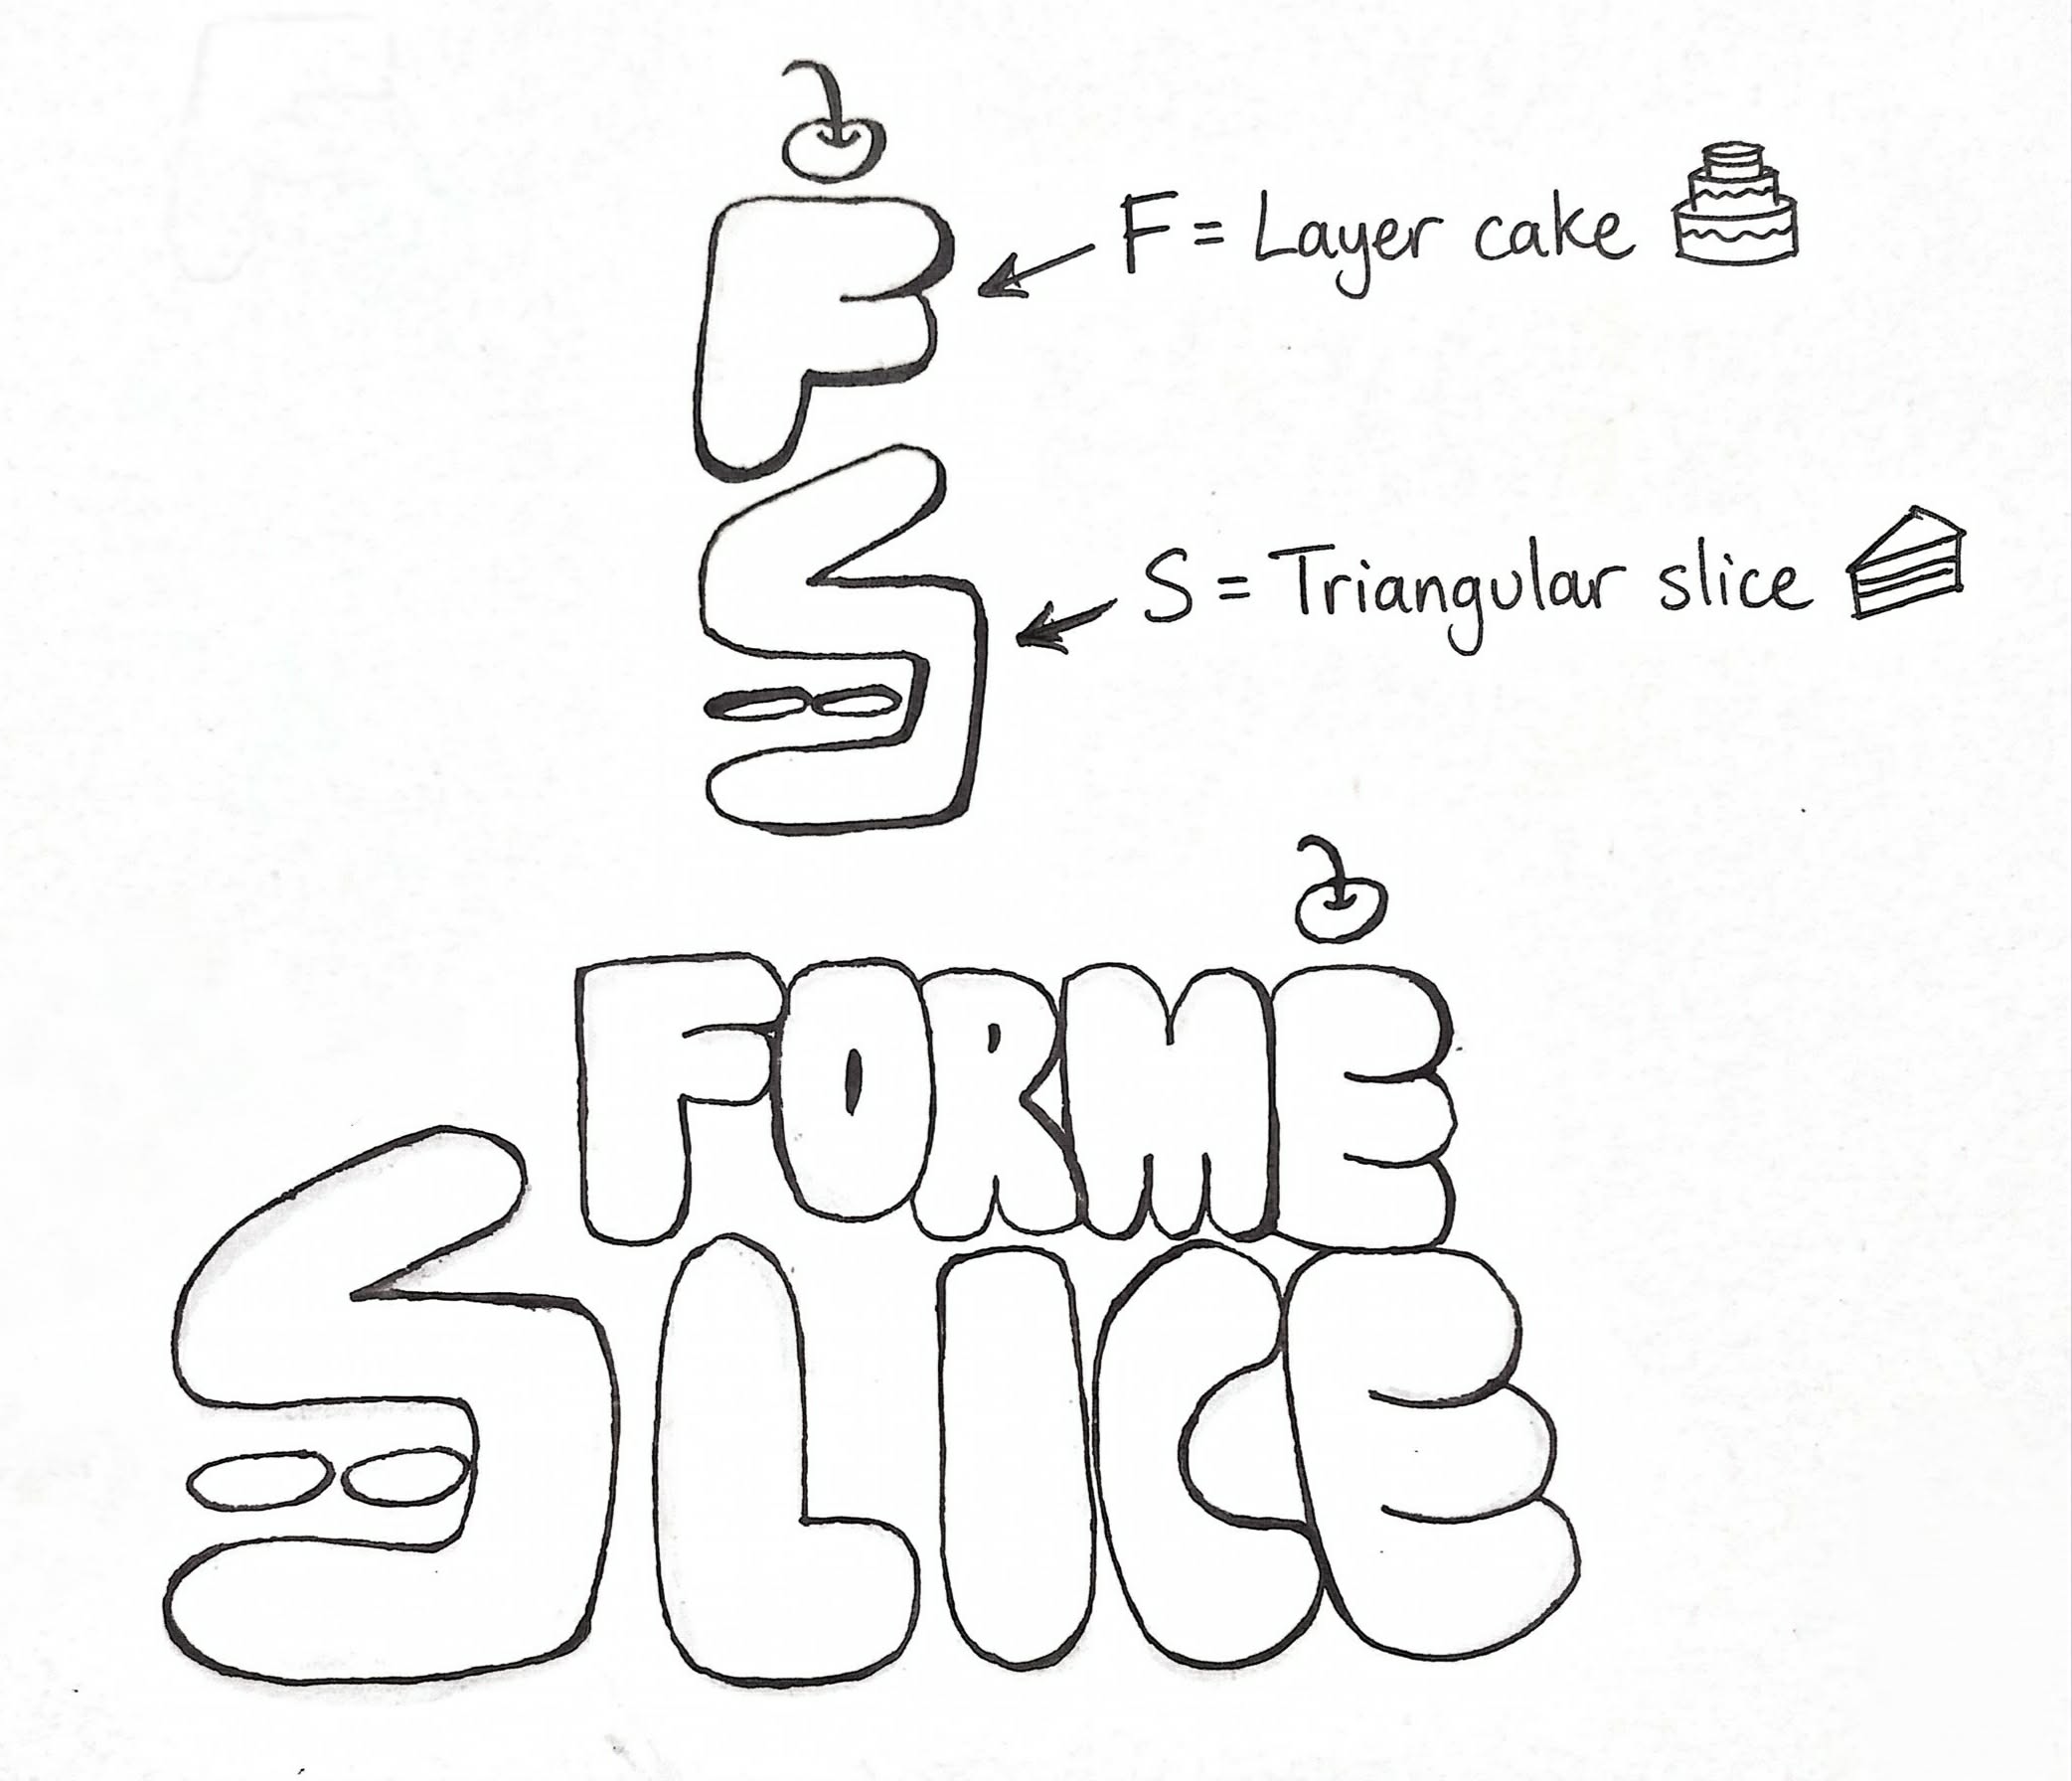 F
F = Layer cake
S
S = Triangular slice
FORME
SLICE